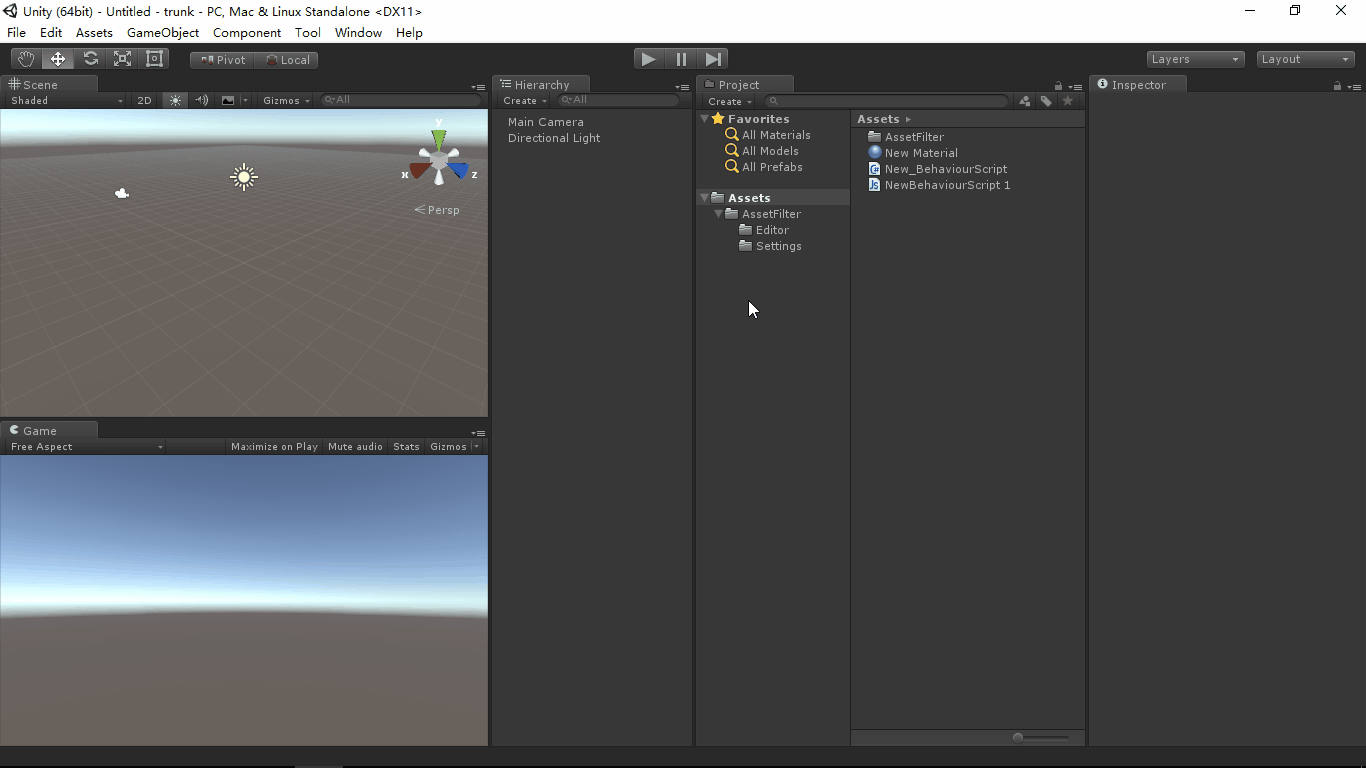 Unity (64bit) - Untitled - trunk - PC, Mac & Linux Standalone <DX11>
File Edit Assets GameObject Component Tool Window Help
Pivot Local Layers Layout
Scene
Shaded 2D Gizmos All
y
x
z
Persp
Game
Free Aspect Maximize on Play Mute audio Stats Gizmos
Hierarchy
Create All
Main Camera
Directional Light
Project
Create
Favorites
All Materials
All Models
All Prefabs
Assets
AssetFilter
Editor
Settings
Assets
AssetFilter
New Material
New_BehaviourScript
NewBehaviourScript 1
Inspector